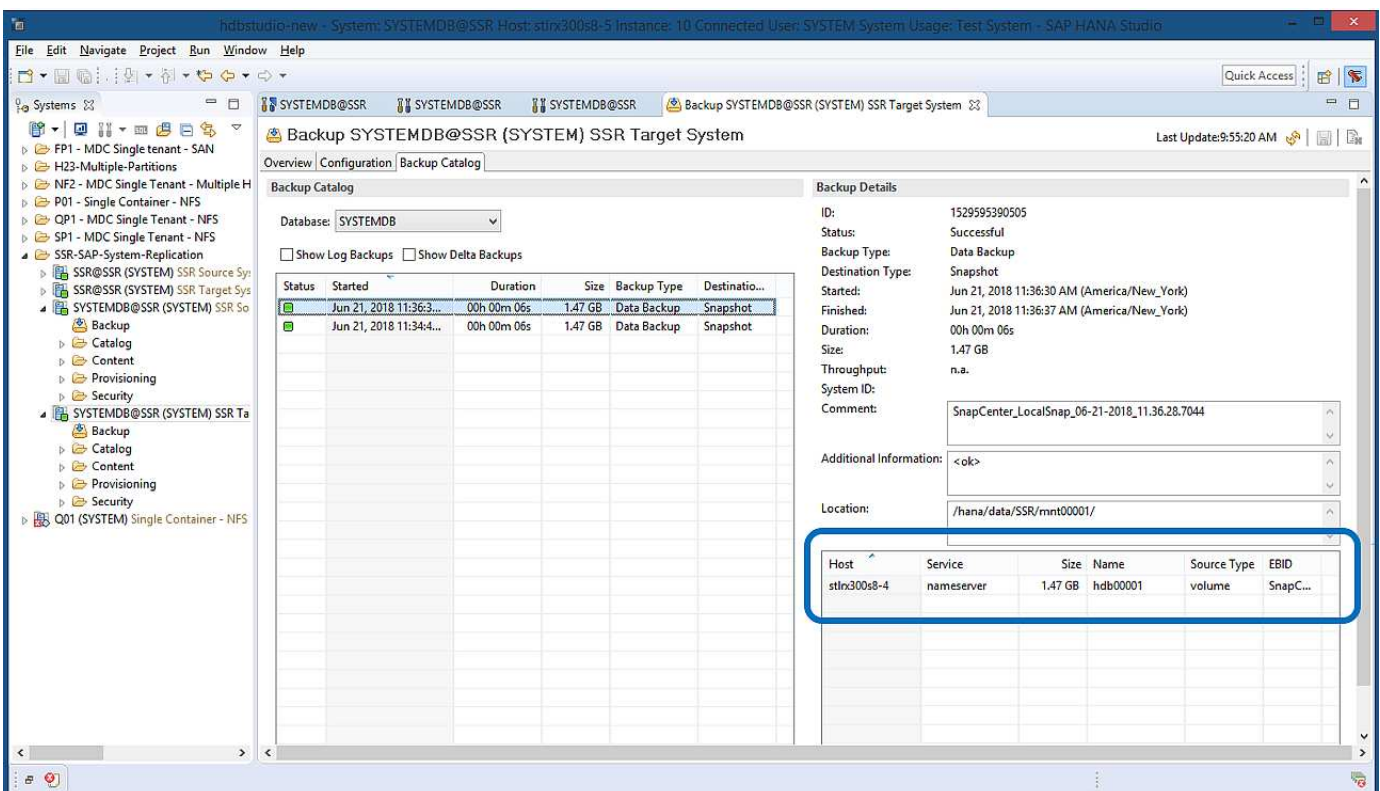 hdbstudio-new - System: SYSTEMDB@SSR Host: stlrx300s8-5 Instance: 10 Connected User: SYSTEM System Usage: Test System - SAP HANA Studio
File Edit Navigate Project Run Window Help
Quick Access
Systems
SYSTEMDB@SSR SYSTEMDB@SSR SYSTEMDB@SSR Backup SYSTEMDB@SSR (SYSTEM) SSR Target System
FP1 - MDC Single tenant - SAN
H23-Multiple-Partitions
NF2 - MDC Single Tenant - Multiple H
P01 - Single Container - NFS
QP1 - MDC Single Tenant - NFS
SP1 - MDC Single Tenant - NFS
SSR-SAP-System-Replication
SSR@SSR (SYSTEM) SSR Source Sy
SSR@SSR (SYSTEM) SSR Target Sys
SYSTEMDB@SSR (SYSTEM) SSR So
Backup
Catalog
Content
Provisioning
Security
SYSTEMDB@SSR (SYSTEM) SSR Ta
Backup
Catalog
Content
Provisioning
Security
Q01 (SYSTEM) Single Container - NFS
Backup SYSTEMDB@SSR (SYSTEM) SSR Target System
Last Update:9:55:20 AM
Overview Configuration Backup Catalog
Backup Catalog
Database: SYSTEMDB
Show Log Backups Show Delta Backups
Status Started Duration Size Backup Type Destinatio...
Jun 21, 2018 11:36:3... 00h 00m 06s 1.47 GB Data Backup Snapshot
Jun 21, 2018 11:34:4... 00h 00m 06s 1.47 GB Data Backup Snapshot
Backup Details
ID: 1529595390505
Status: Successful
Backup Type: Data Backup
Destination Type: Snapshot
Started: Jun 21, 2018 11:36:30 AM (America/New_York)
Finished: Jun 21, 2018 11:36:37 AM (America/New_York)
Duration: 00h 00m 06s
Size: 1.47 GB
Throughput: n.a.
System ID:
Comment: SnapCenter_LocalSnap_06-21-2018_11.36.28.7044
Additional Information: <ok>
Location: /hana/data/SSR/mnt00001/
Host Service Size Name Source Type EBID
stlrx300s8-4 nameserver 1.47 GB hdb00001 volume SnapC...